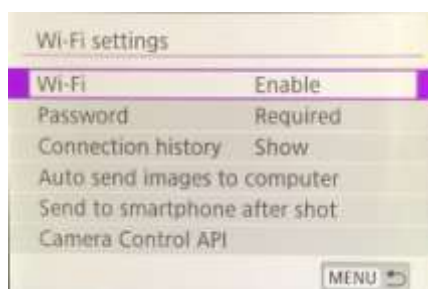 Wi-Fi settings
Wi-Fi Enable
Password Required
Connection history Show
Auto send images to computer
Send to smartphone after shot
Camera Control API
MENU